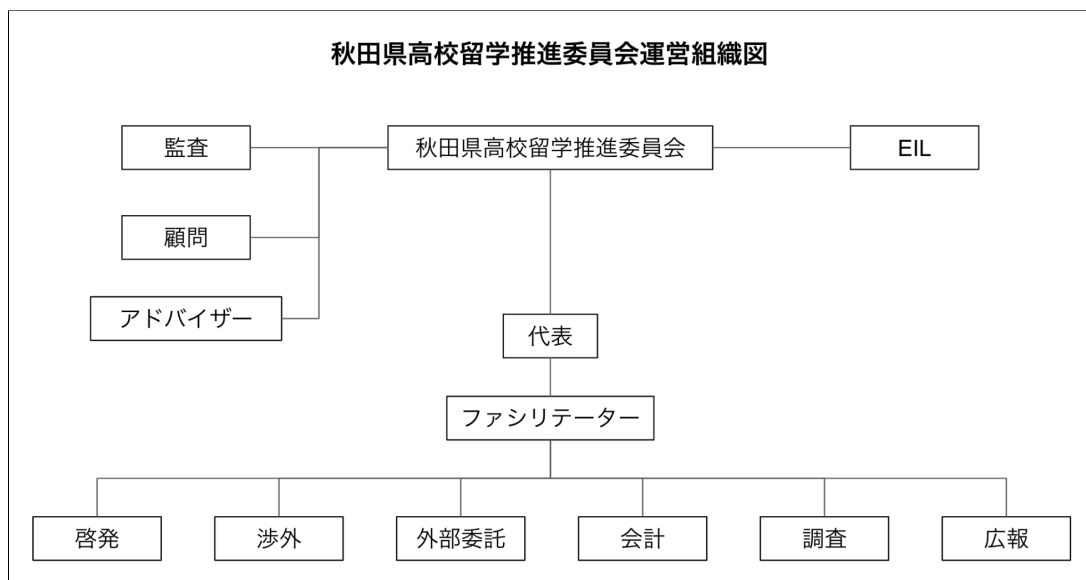 秋田県高校留学推進委員会運営組織図
監査
秋田県高校留学推進委員会
EIL
顧問
アドバイザー
代表
ファシリテーター
啓発
渉外
外部委託
会計
調査
広報